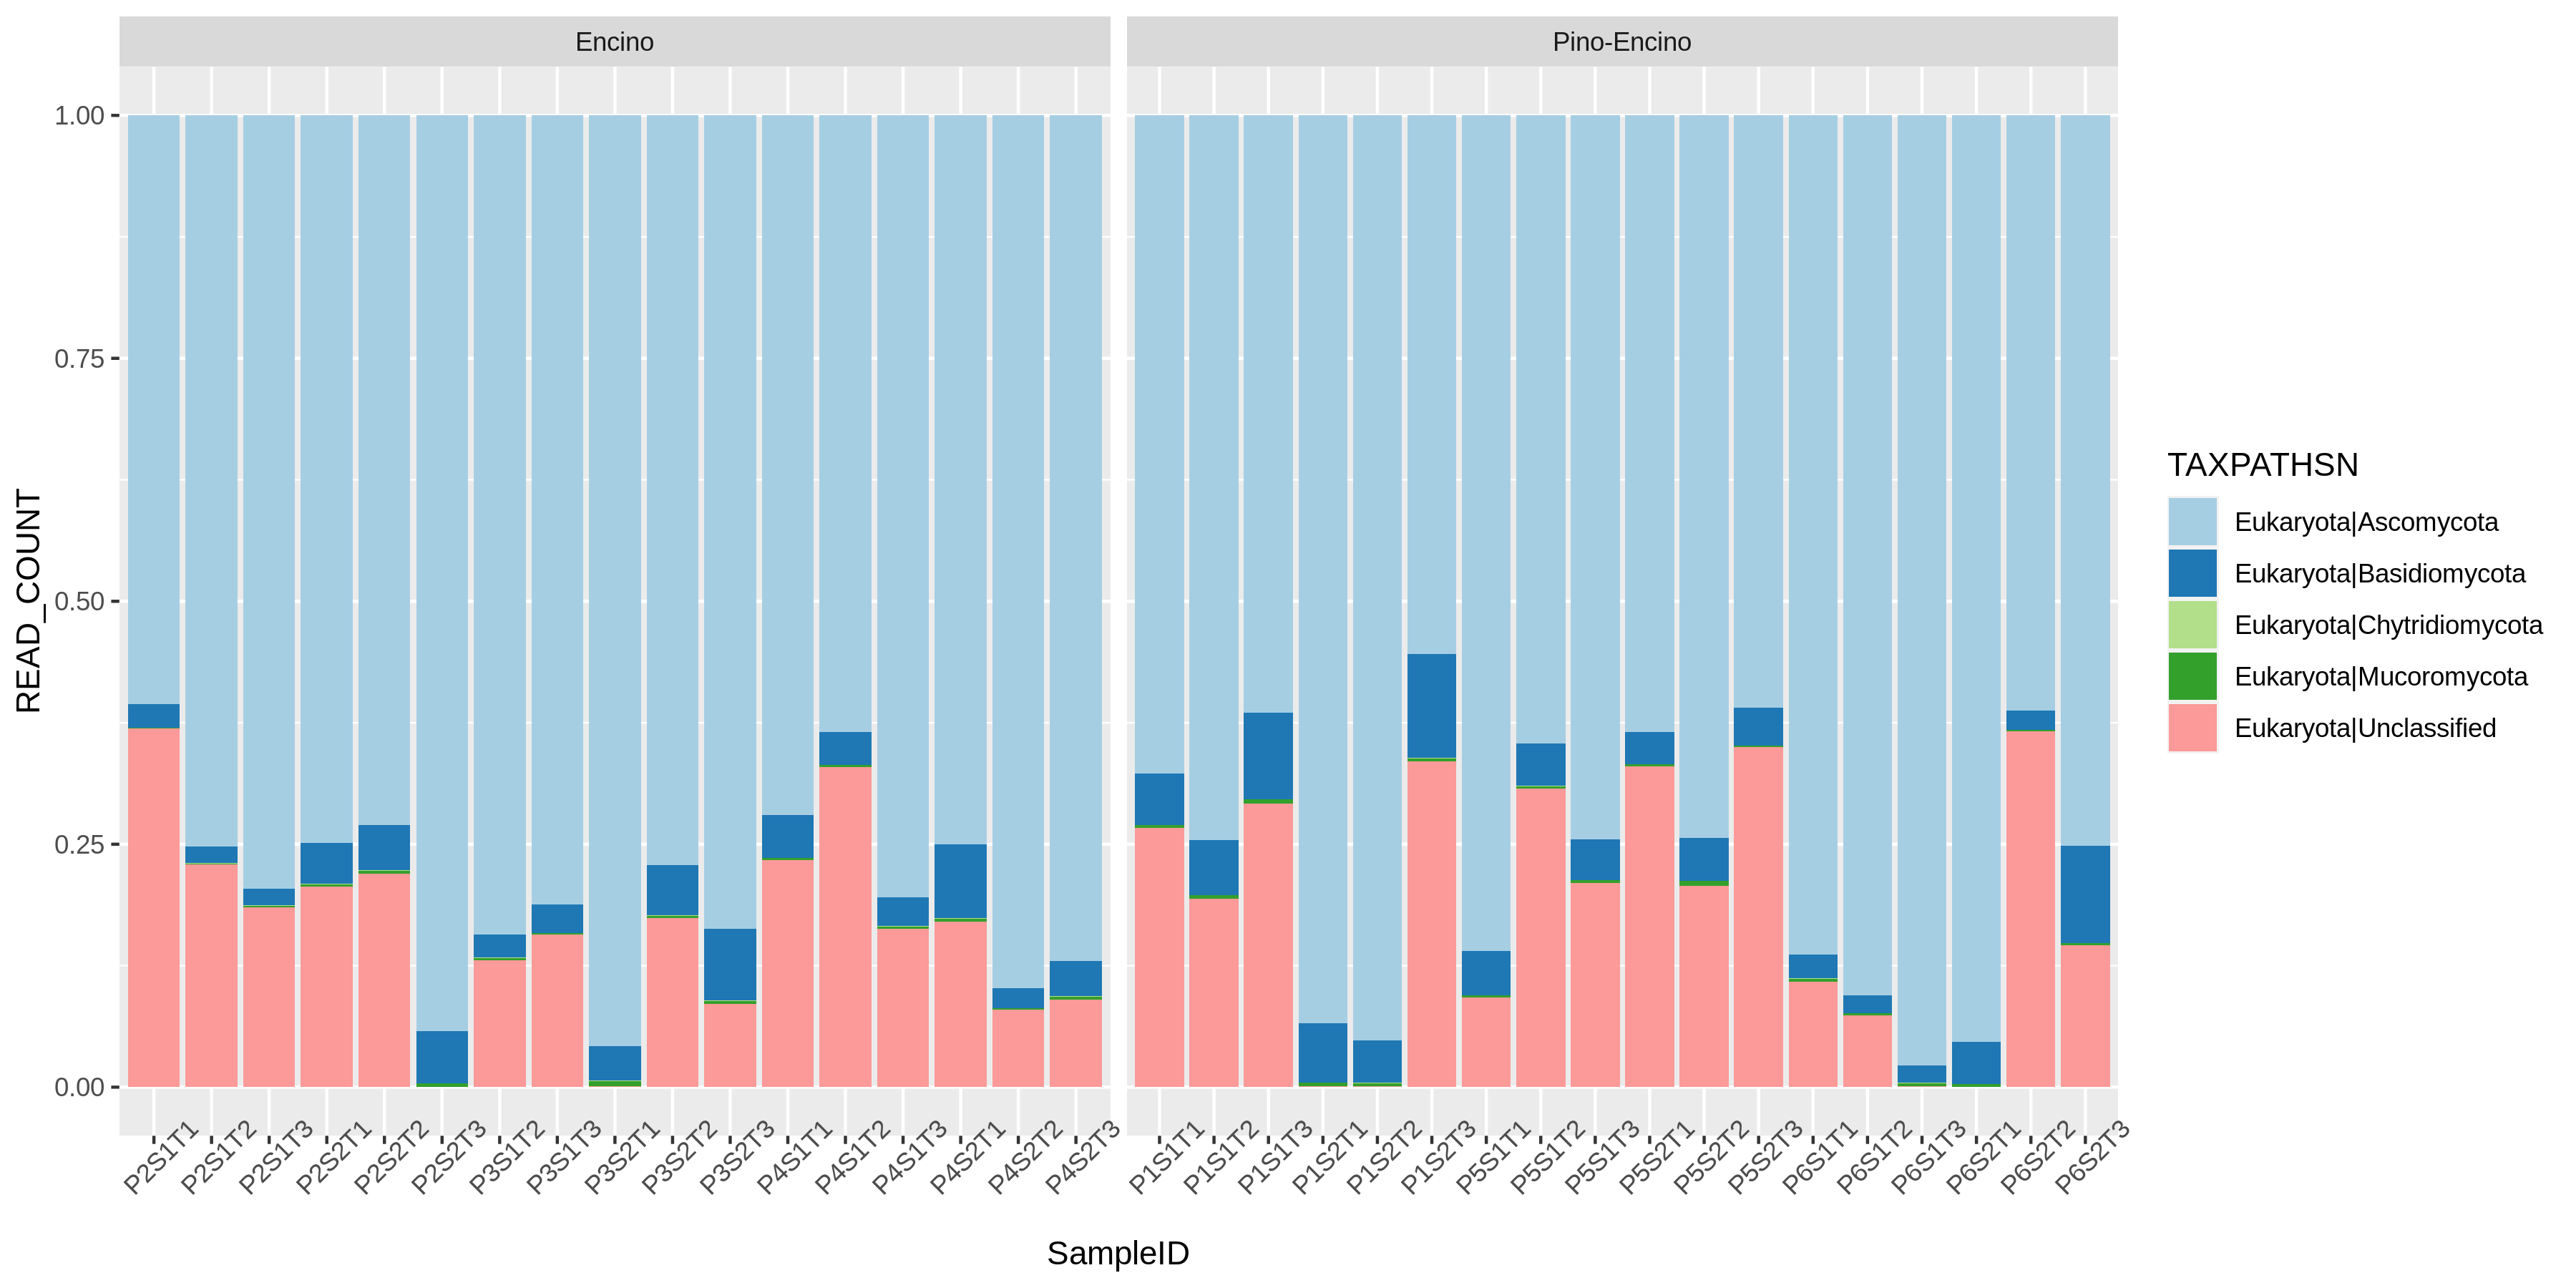 Encino
Pino-Encino
1.00
0.75
0.50
0.25
0.00
READ_COUNT
P2S1T1
P2S1T2
P2S1T3
P2S2T1
P2S2T2
P2S2T3
P3S1T2
P3S1T3
P3S2T1
P3S2T2
P3S2T3
P4S1T1
P4S1T2
P4S1T3
P4S2T1
P4S2T2
P4S2T3
P1S1T1
P1S1T2
P1S1T3
P1S2T1
P1S2T2
P1S2T3
P5S1T1
P5S1T2
P5S1T3
P5S2T1
P5S2T2
P5S2T3
P6S1T1
P6S1T2
P6S1T3
P6S2T1
P6S2T2
P6S2T3
SampleID
TAXPATHSN
Eukaryota|Ascomycota
Eukaryota|Basidiomycota
Eukaryota|Chytridiomycota
Eukaryota|Mucoromycota
Eukaryota|Unclassified